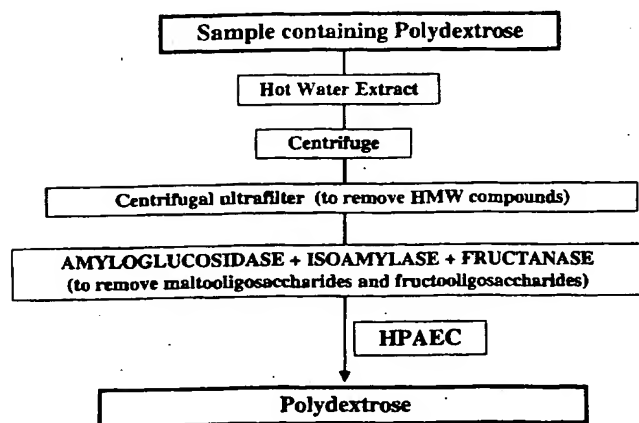 Sample containing Polydextrose
Hot Water Extract
Centrifuge
Centrifugal ultrafilter (to remove HMW compounds)
AMYLOGLUCOSIDASE + ISOAMYLASE + FRUCTANASE
(to remove maltooligosaccharides and fructooligosaccharides)
HPAEC
Polydextrose